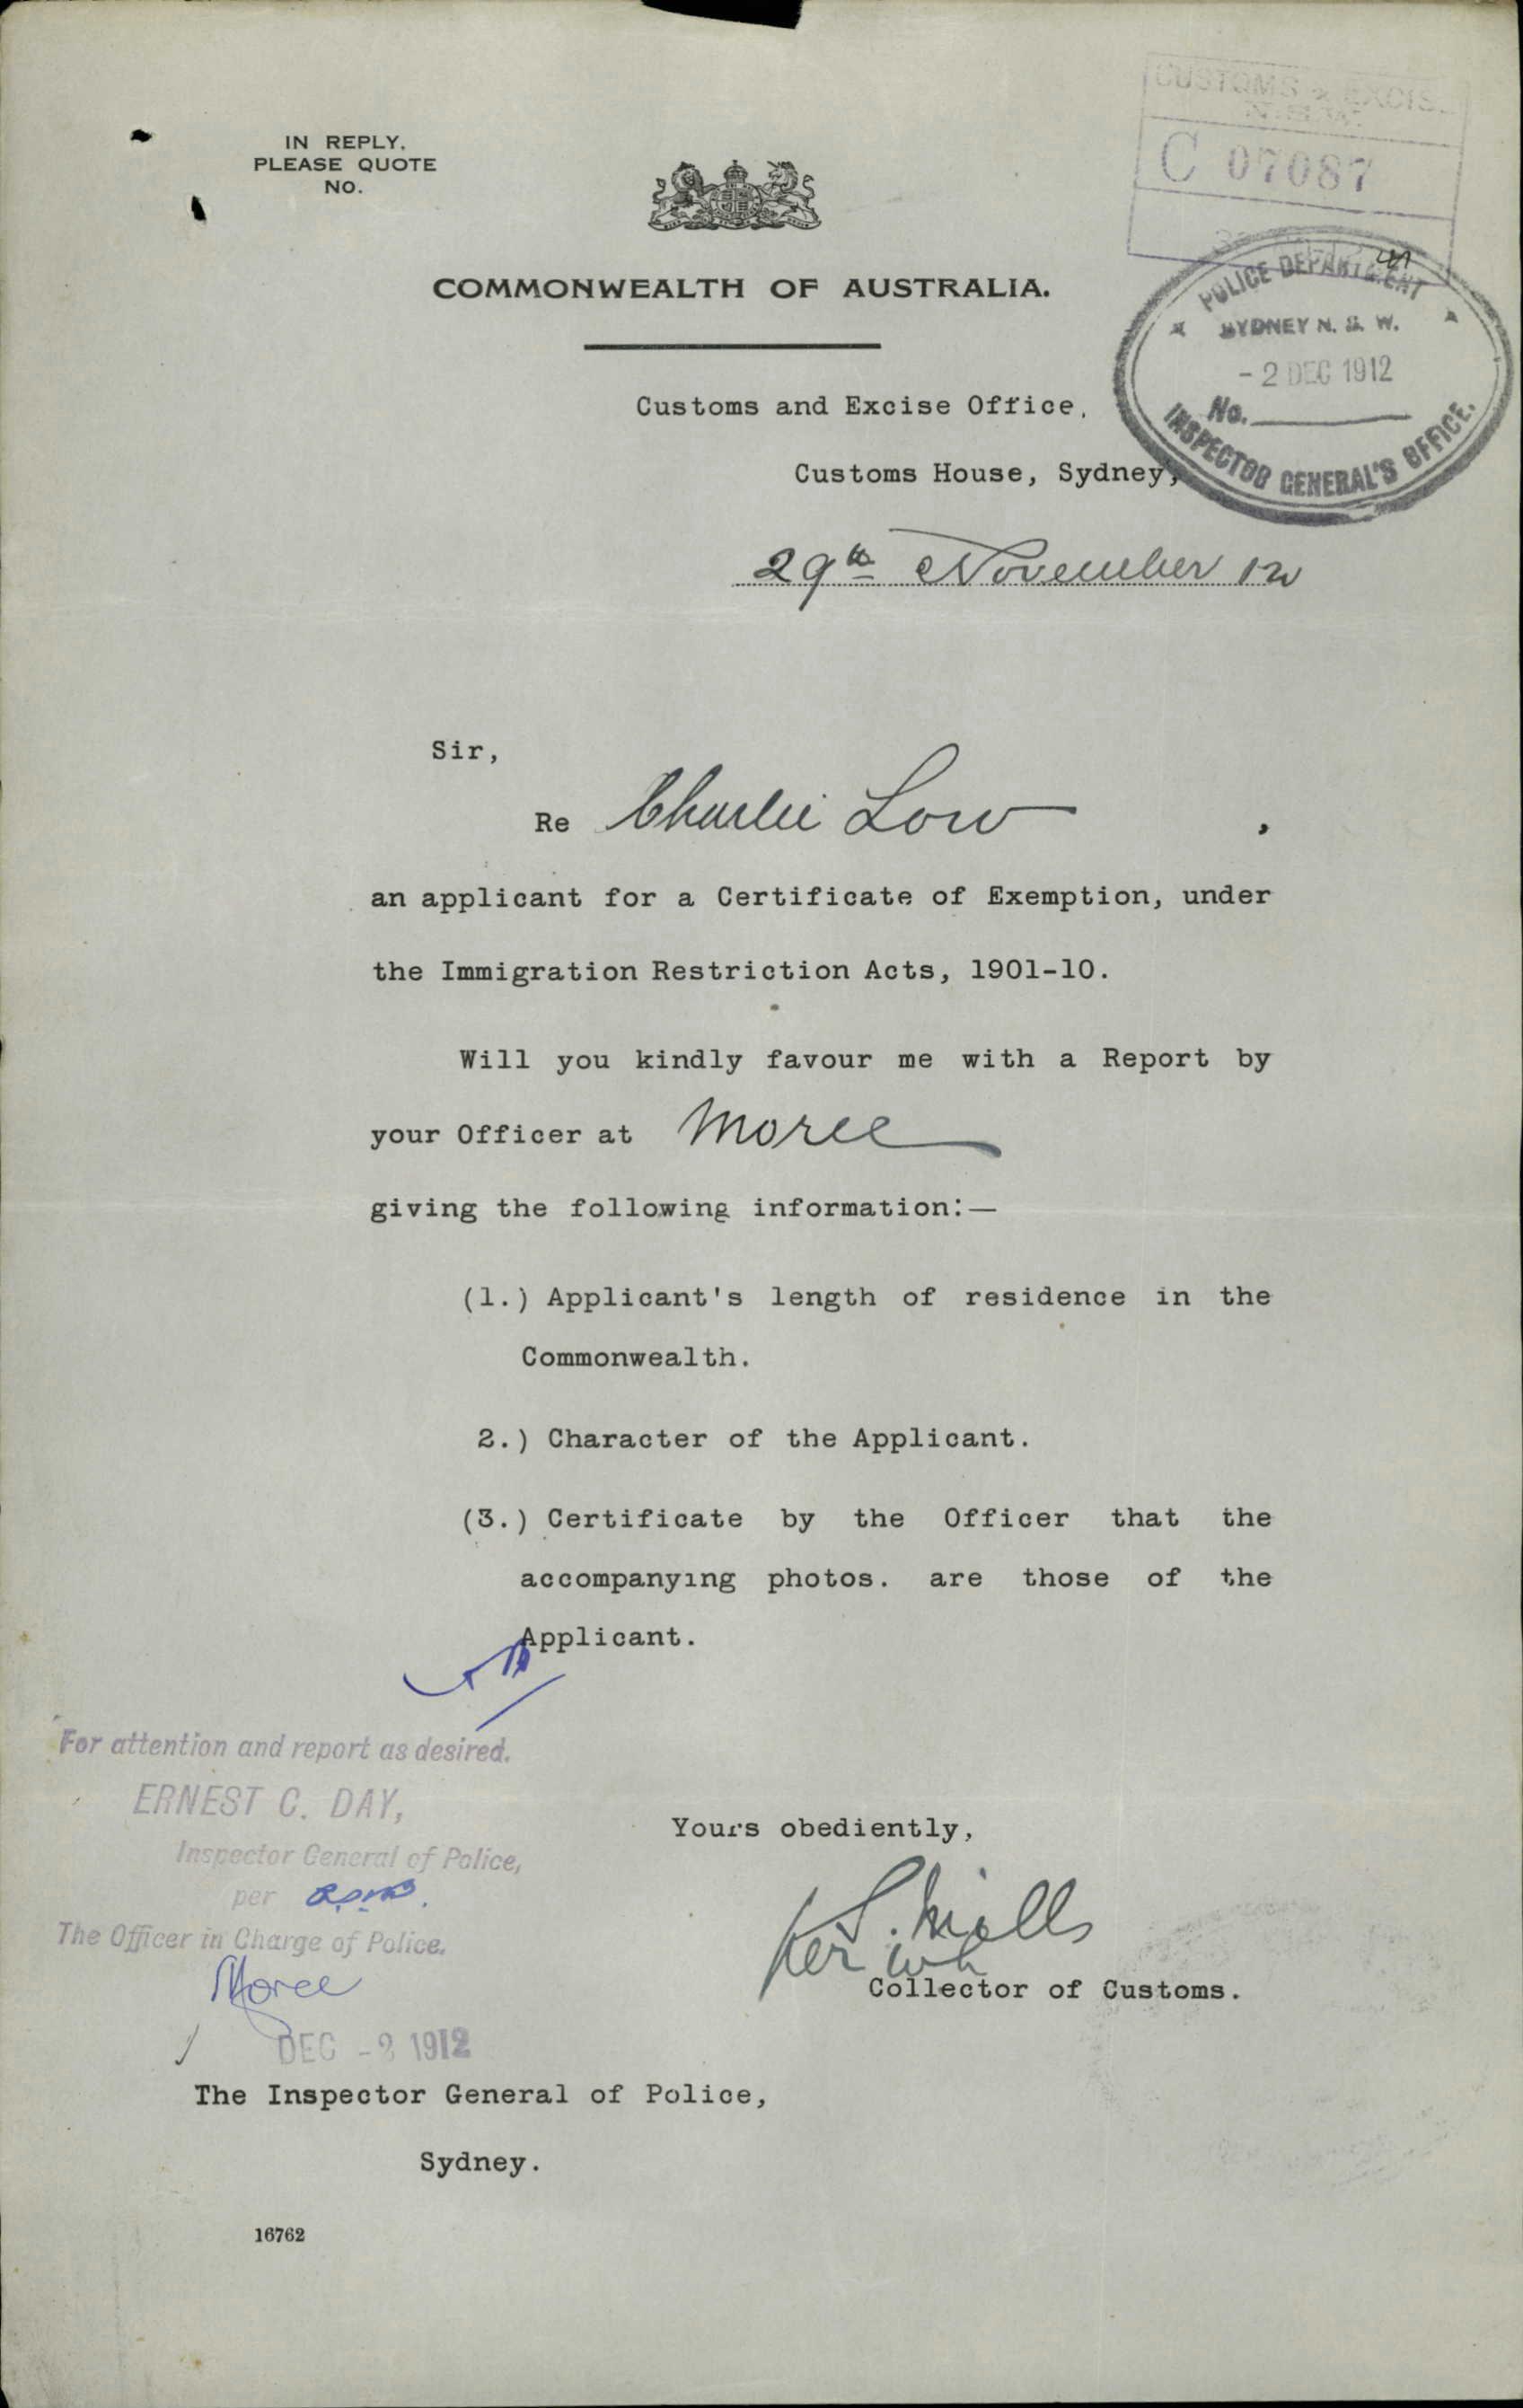 IN REPLY.
PLEASE QUOTE
NO.
CUSTOMS & EXCIS
N.S.W.
C 07087
COMMONWEALTH OF AUSTRALIA.
POLICE DEPARTMENT
SYDNEY N. S. W.
- 2 DEC 1912
No.
INSPECTOR GENERAL'S OFFICE.
Customs and Excise Office,
Customs House, Sydney,
29th November 12
Sir,
Re Charlie Low ,
an applicant for a Certificate of Exemption, under
the Immigration Restriction Acts, 1901-10.
Will you kindly favour me with a Report by
your Officer at Moree
giving the following information:—
(1.) Applicant's length of residence in the
Commonwealth.
2.) Character of the Applicant.
(3.) Certificate by the Officer that the
accompanying photos. are those of the
Applicant.
For attention and report as desired.
ERNEST C. DAY,
Inspector General of Police,
per
The Officer in Charge of Police.
Moree
DEC - 2 1912
Yours obediently,
S. Mills
per
Collector of Customs.
The Inspector General of Police,
Sydney.
16762